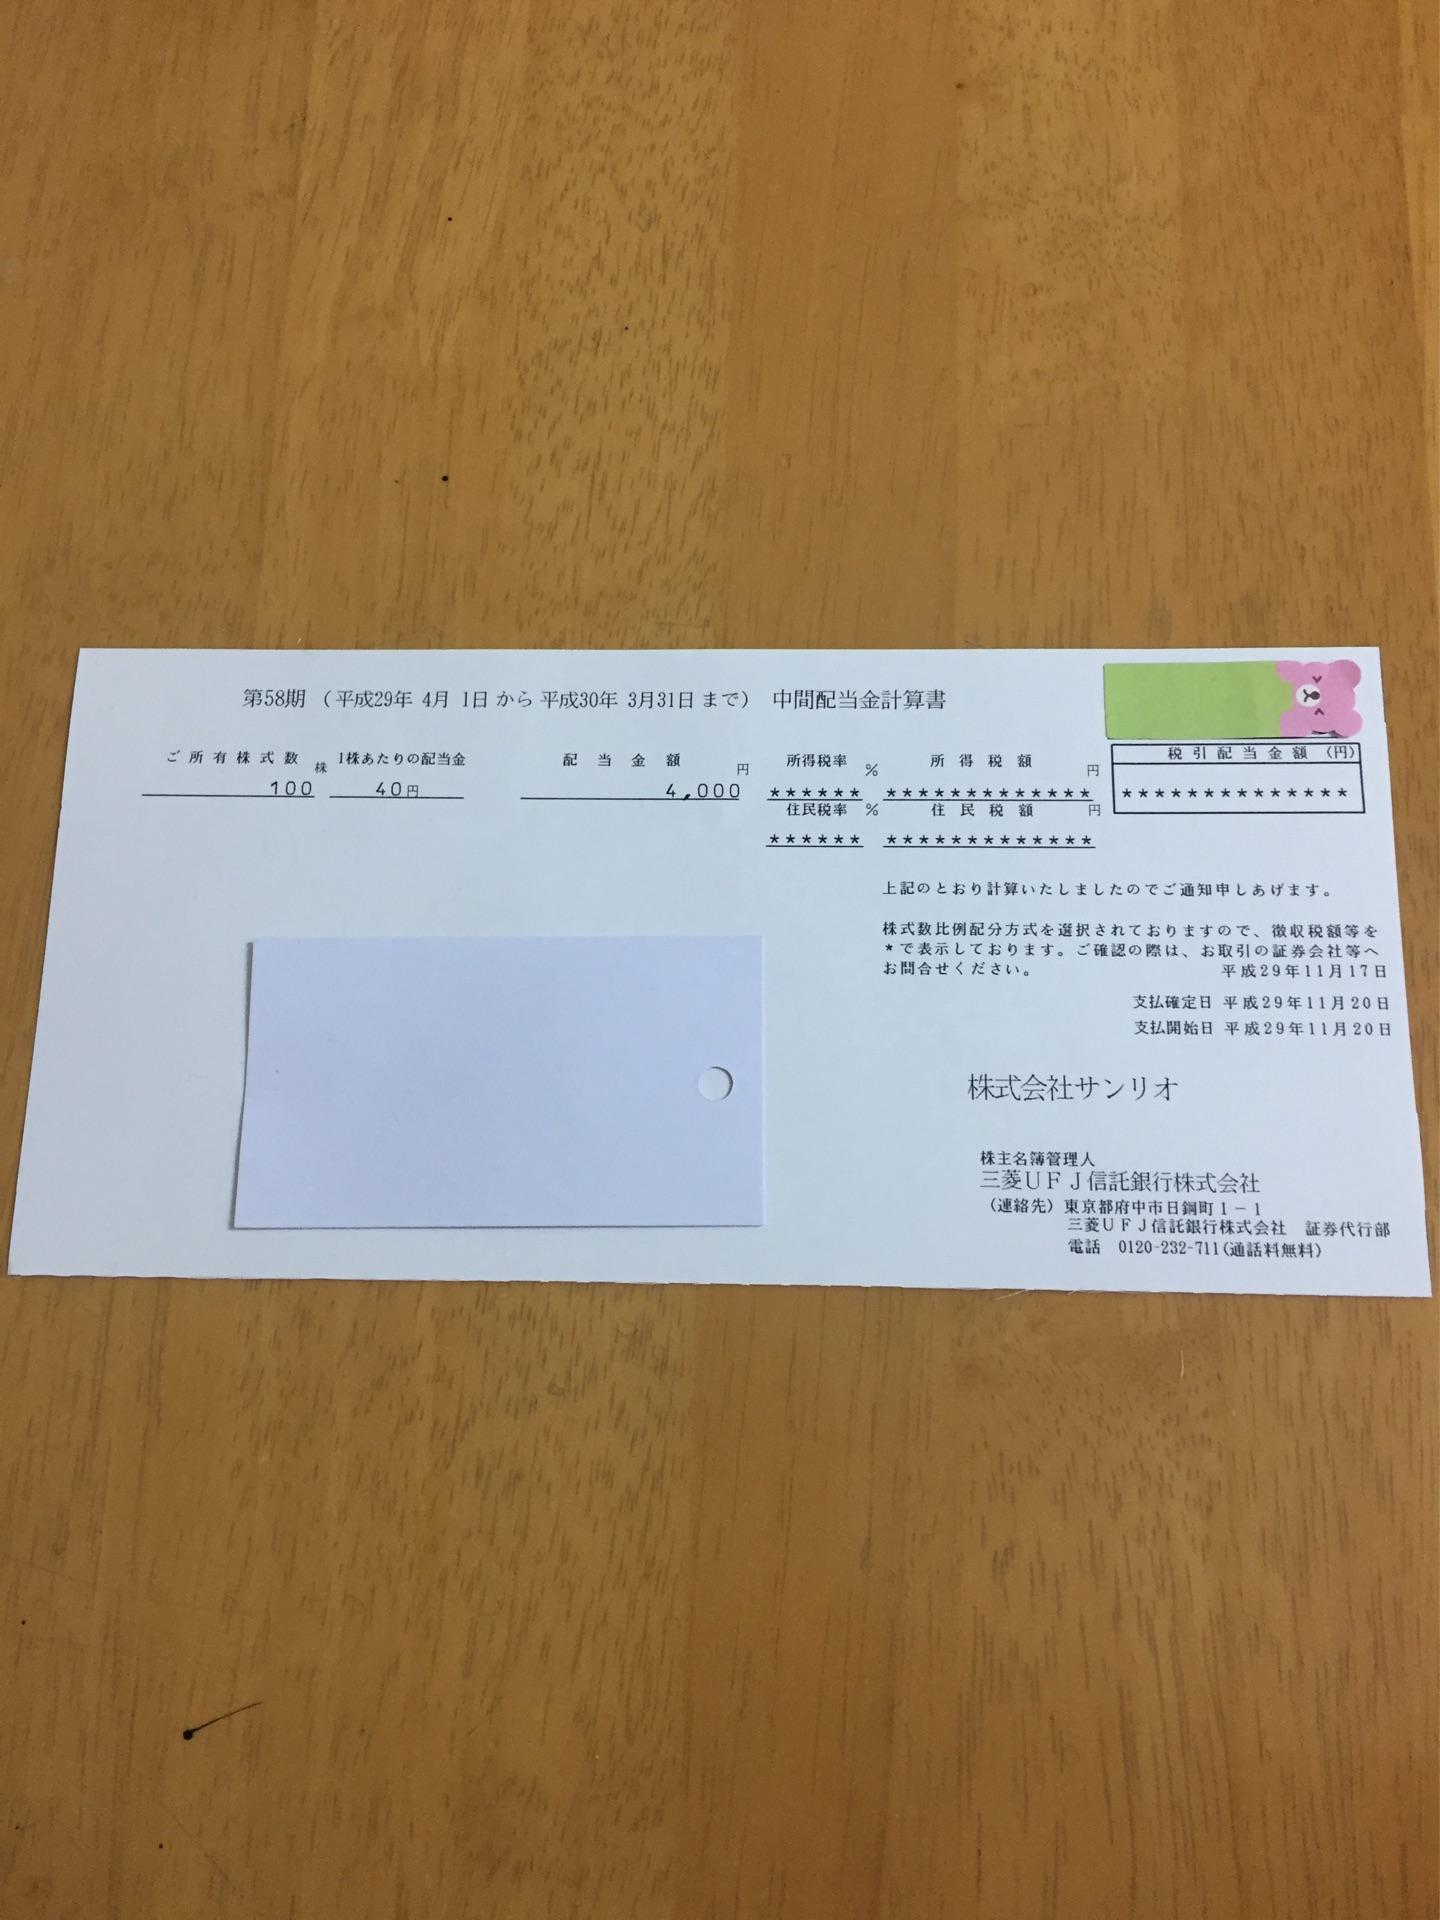 第58期 （平成29年 4月 1日 から 平成30年 3月31日 まで） 中間配当金計算書
ご所有株式数 株 1株あたりの配当金 配当金額 円 所得税率 % 所得税額 円 税引配当金額 (円)
100 40円 4,000 ****** ************* **************
住民税率 % 住民税額 円
****** *************
上記のとおり計算いたしましたのでご通知申しあげます。
株式数比例配分方式を選択されておりますので、徴収税額等を
*で表示しております。ご確認の際は、お取引の証券会社等へ
お問合せください。 平成29年11月17日
支払確定日 平成29年11月20日
支払開始日 平成29年11月20日
株式会社サンリオ
株主名簿管理人
三菱ＵＦＪ信託銀行株式会社
（連絡先）東京都府中市日鋼町１－１
三菱ＵＦＪ信託銀行株式会社 証券代行部
電話 0120-232-711(通話料無料)